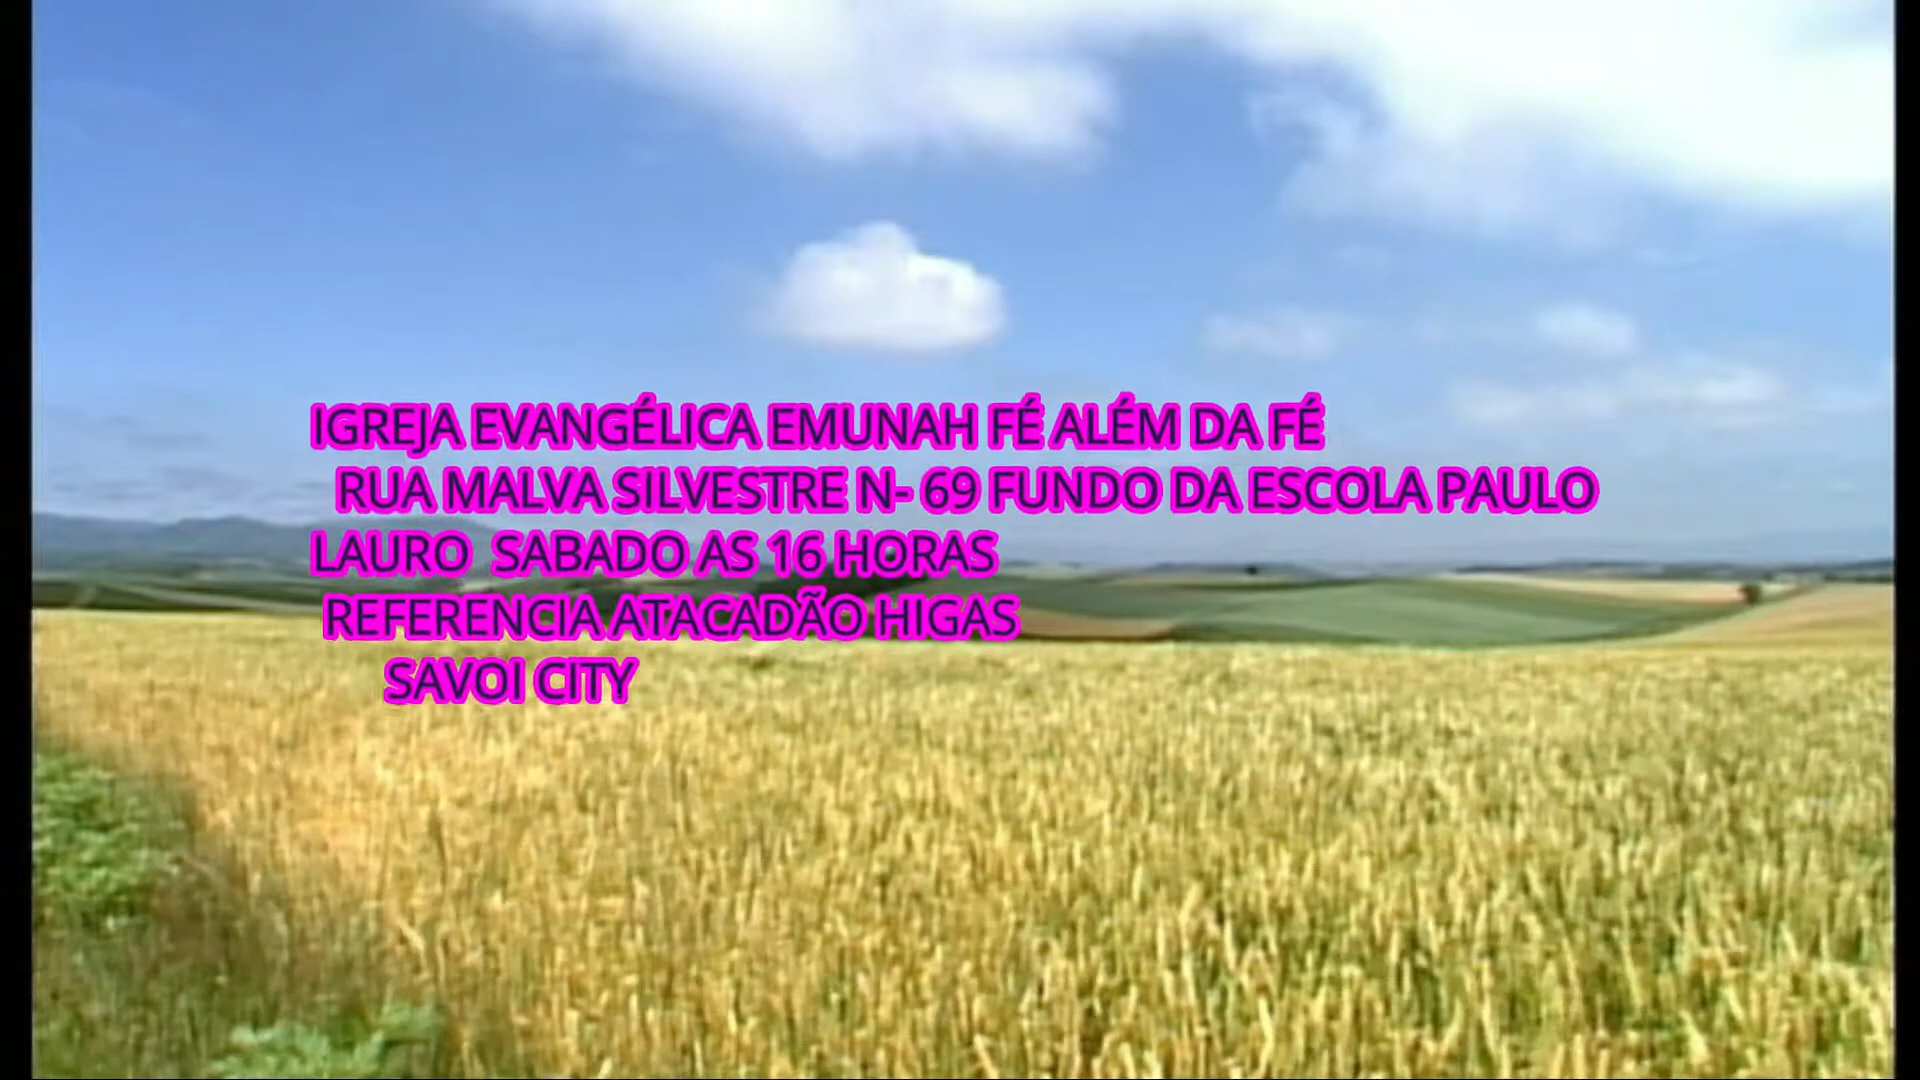 IGREJA EVANGÉLICA EMUNAH FÉ ALÉM DA FÉ
RUA MALVA SILVESTRE N- 69 FUNDO DA ESCOLA PAULO
LAURO SABADO AS 16 HORAS
REFERENCIA ATACADÃO HIGAS
SAVOI CITY